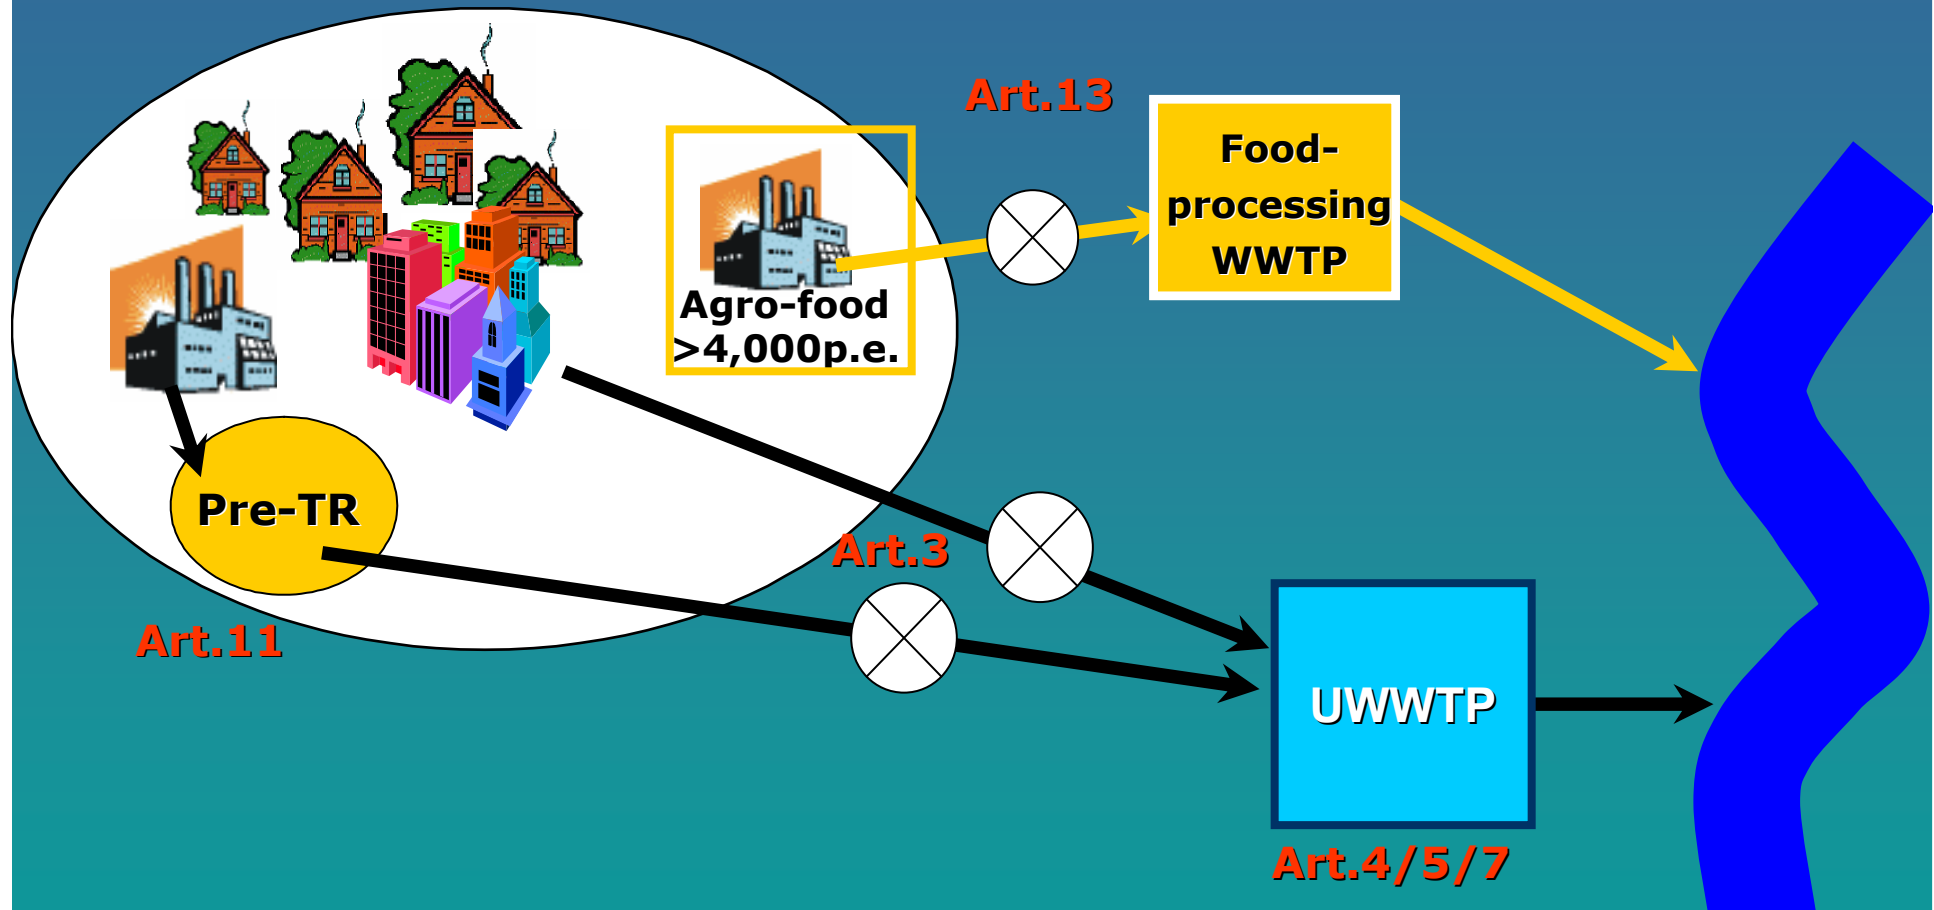 Art.13
Food-
processing
WWTP
Agro-food
>4,000p.e.
Pre-TR
Art.3
Art.11
UWWTP
Art.4/5/7